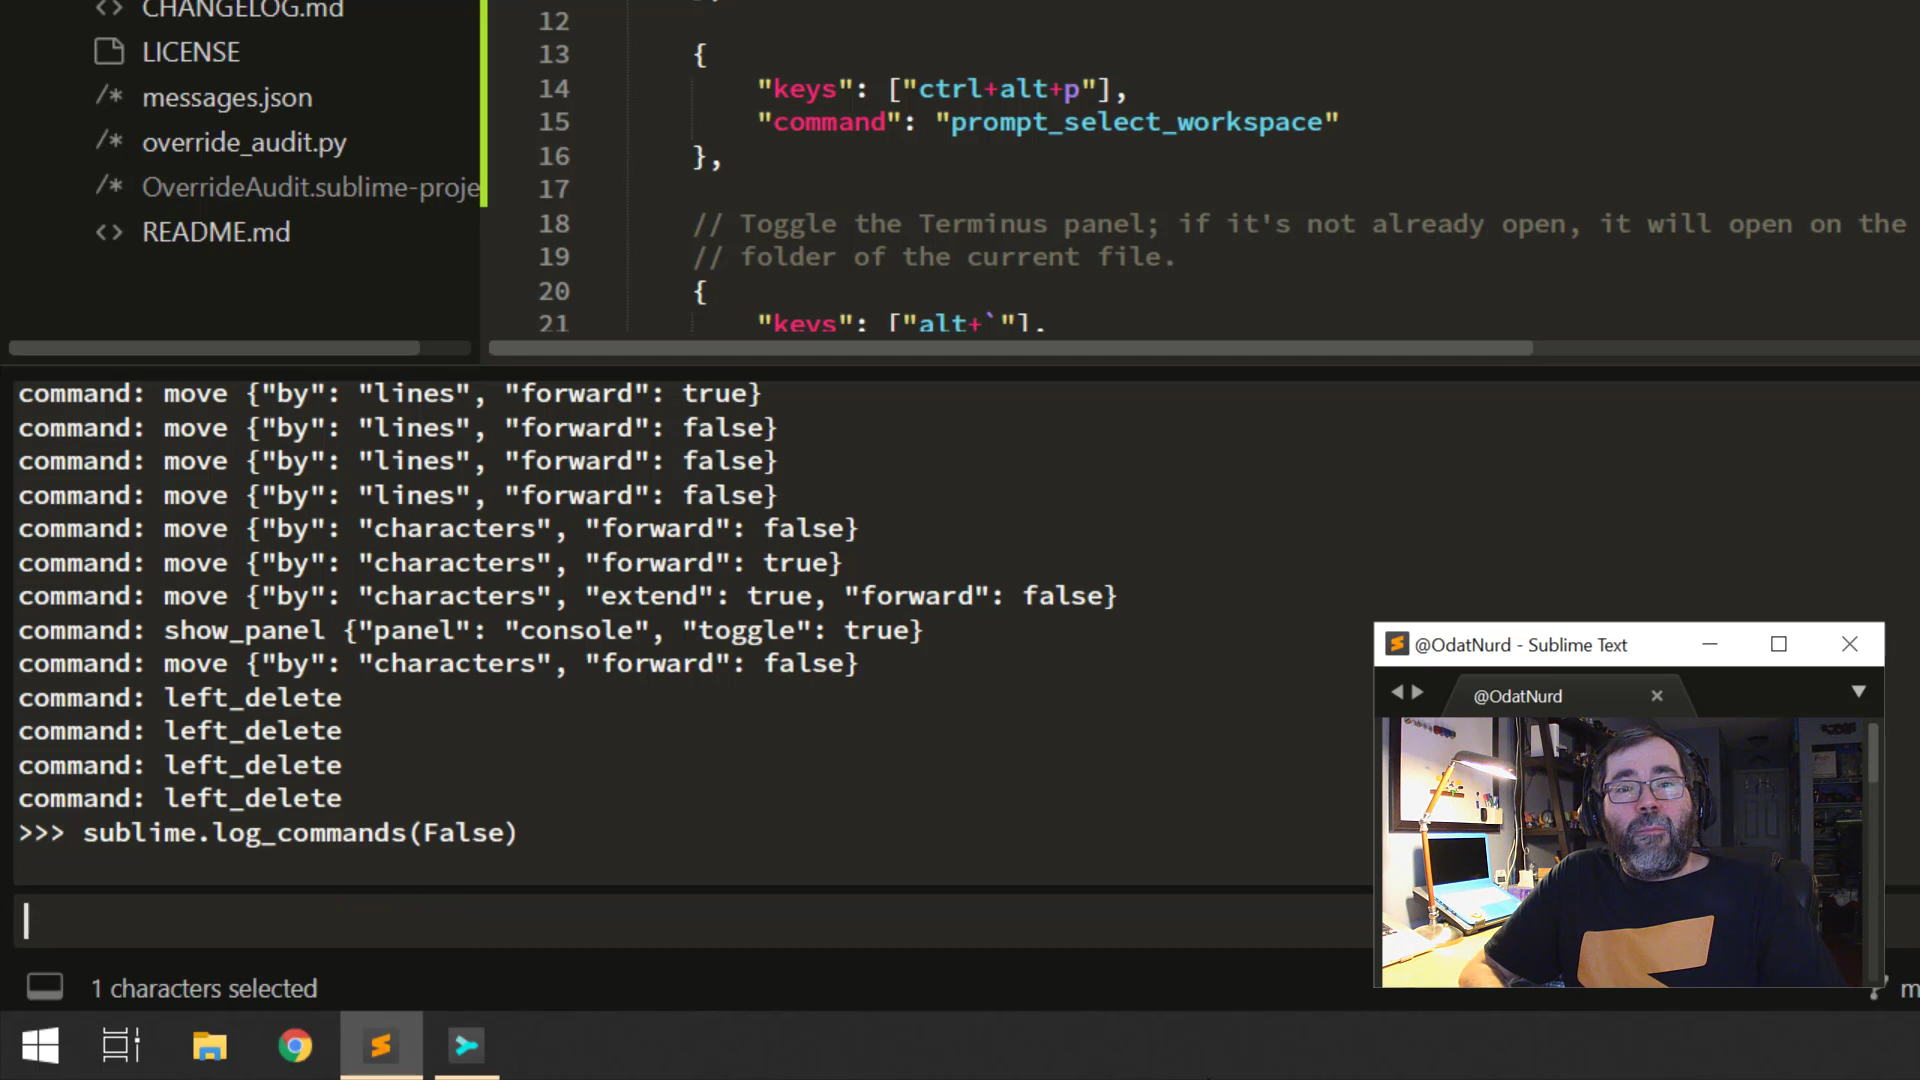 CHANGELOG.md
LICENSE
messages.json
override_audit.py
OverrideAudit.sublime-proje
README.md
12
13 {
14 "keys": ["ctrl+alt+p"],
15 "command": "prompt_select_workspace"
16 },
17
18 // Toggle the Terminus panel; if it's not already open, it will open on the
19 // folder of the current file.
20 {
21 "keys": ["alt+`"],
command: move {"by": "lines", "forward": true}
command: move {"by": "lines", "forward": false}
command: move {"by": "lines", "forward": false}
command: move {"by": "lines", "forward": false}
command: move {"by": "characters", "forward": false}
command: move {"by": "characters", "forward": true}
command: move {"by": "characters", "extend": true, "forward": false}
command: show_panel {"panel": "console", "toggle": true}
command: move {"by": "characters", "forward": false}
command: left_delete
command: left_delete
command: left_delete
command: left_delete
>>> sublime.log_commands(False)
@OdatNurd - Sublime Text
@OdatNurd
1 characters selected